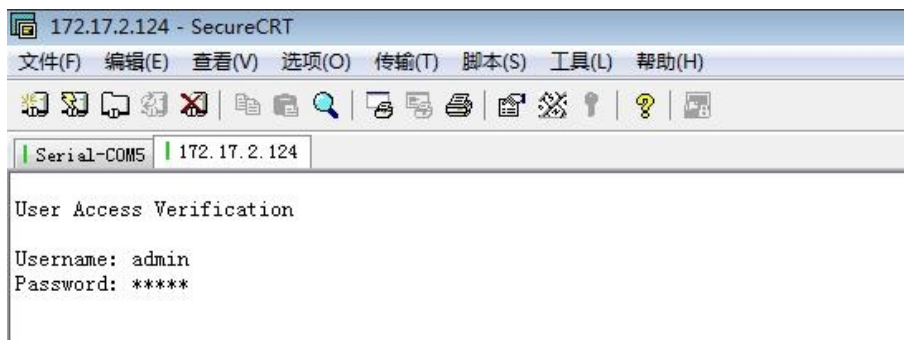 172.17.2.124 - SecureCRT
文件(F) 编辑(E) 查看(V) 选项(O) 传输(T) 脚本(S) 工具(L) 帮助(H)
Serial-COM5 172.17.2.124
User Access Verification
Username: admin
Password: *****